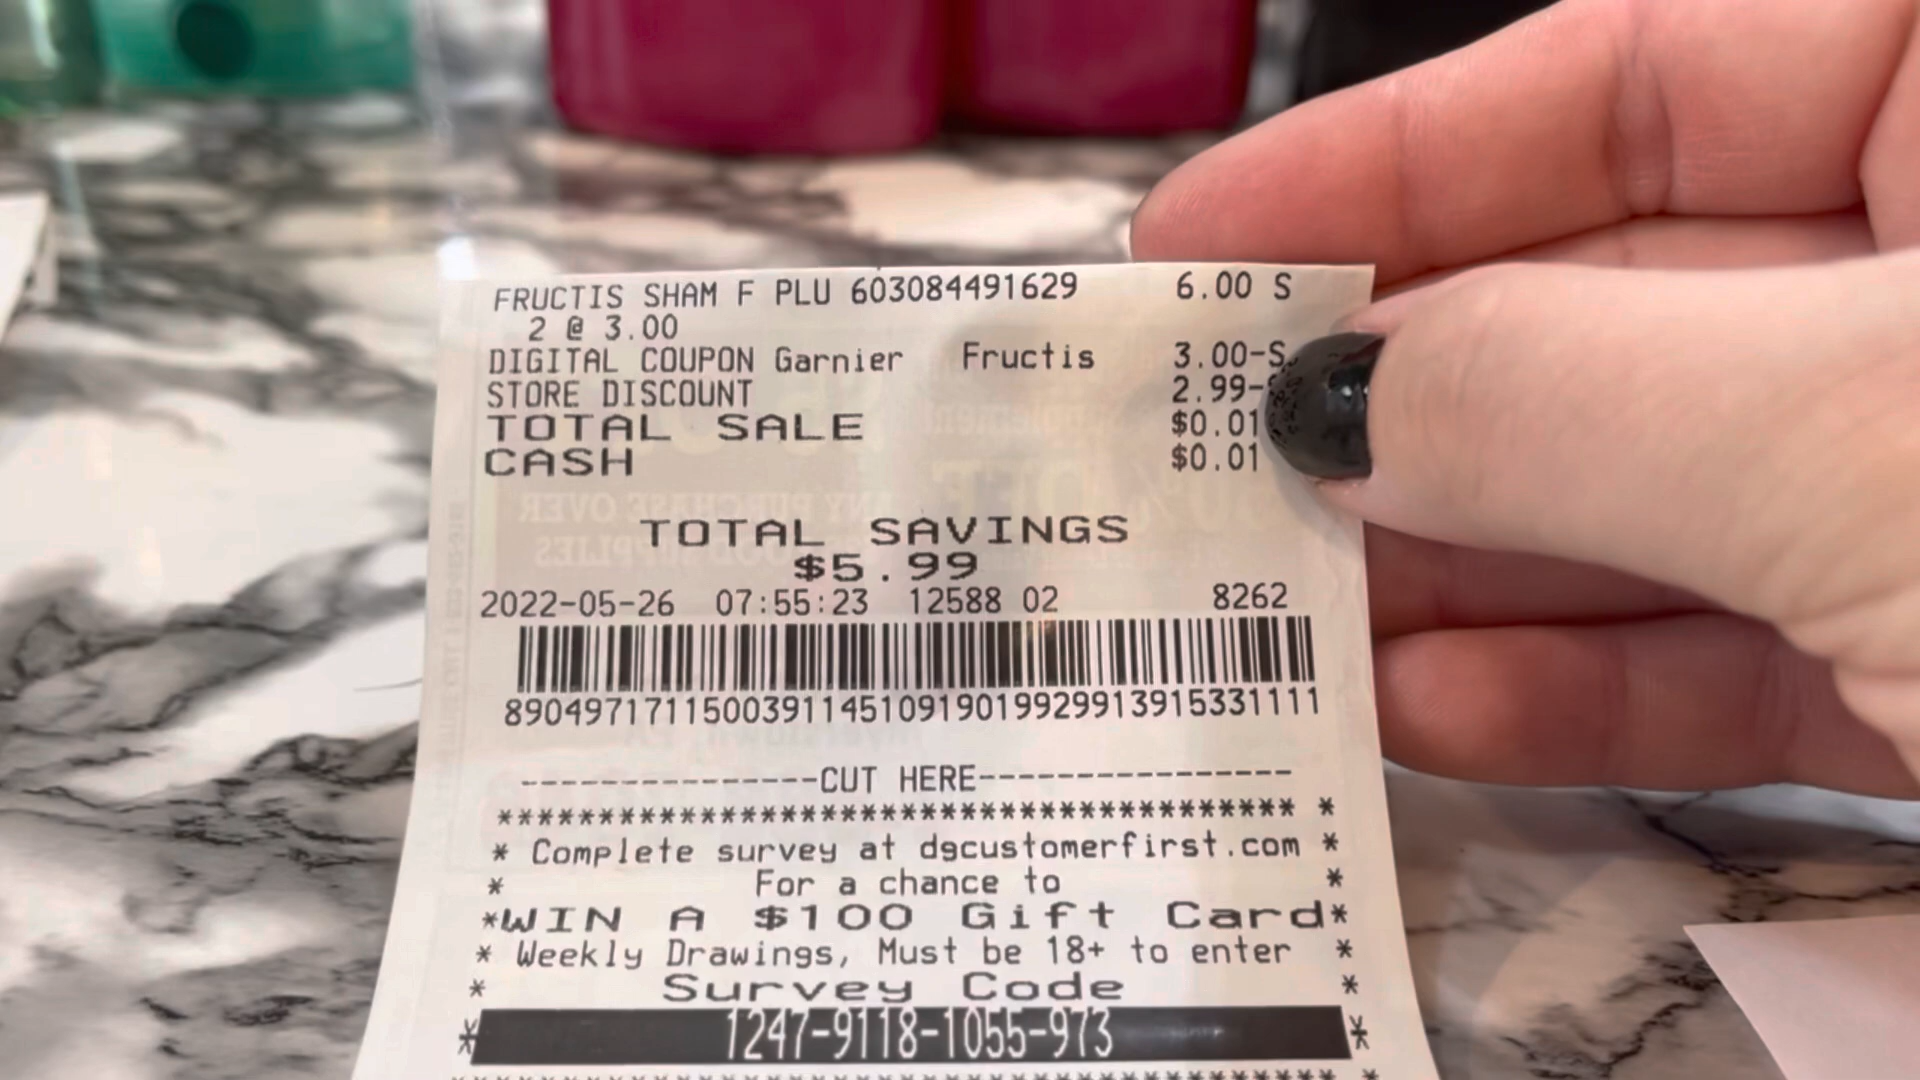 FRUCTIS SHAM F PLU 603084491629 6.00 S
2 @ 3.00
DIGITAL COUPON Garnier Fructis 3.00-S
STORE DISCOUNT 2.99-
TOTAL SALE $0.01
CASH $0.01
TOTAL SAVINGS
$5.99
2022-05-26 07:55:23 12588 02 8262
890497171150039114510919019929913915331111
---------------CUT HERE----------------
****************************************
* Complete survey at dgcustomerfirst.com *
* For a chance to *
*WIN A $100 Gift Card*
* Weekly Drawings, Must be 18+ to enter *
* Survey Code *
* 1247-9118-1055-973 *